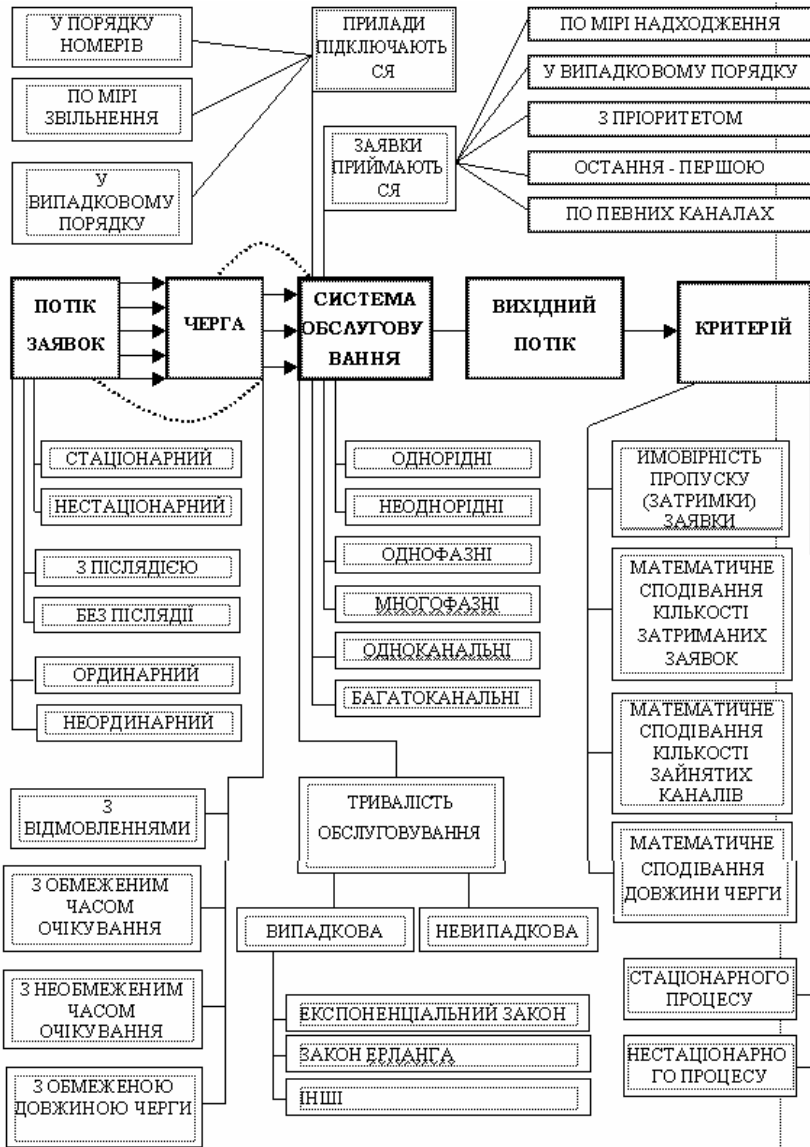 У ПОРЯДКУ
НОМЕРІВ
ПО МІРІ
ЗВІЛЬНЕННЯ
У
ВИПАДКОВОМУ
ПОРЯДКУ
ПРИЛАДИ
ПІДКЛЮЧАЮТЬ
СЯ
ЗАЯВКИ
ПРИЙМАЮТЬ
СЯ
ПО МІРІ НАДХОДЖЕННЯ
У ВИПАДКОВОМУ ПОРЯДКУ
З ПРІОРИТЕТОМ
ОСТАННЯ - ПЕРШОЮ
ПО ПЕВНИХ КАНАЛАХ
ПОТІК
ЗАЯВОК
ЧЕРГА
СИСТЕМА
ОБСЛУГОВУ
ВАННЯ
ВИХІДНИЙ
ПОТІК
КРИТЕРІЙ
СТАЦІОНАРНИЙ
НЕСТАЦІОНАРНИЙ
З ПІСЛЯДІЄЮ
БЕЗ ПІСЛЯДІЇ
ОРДИНАРНИЙ
НЕОРДИНАРНИЙ
ОДНОРІДНІ
НЕОДНОРІДНІ
ОДНОФАЗНІ
МНОГОФАЗНІ
ОДНОКАНАЛЬНІ
БАГАТОКАНАЛЬНІ
ИМОВІРНІСТЬ
ПРОПУСКУ
(ЗАТРИМКИ)
ЗАЯВКИ
МАТЕМАТИЧНЕ
СПОДІВАННЯ
КІЛЬКОСТІ
ЗАТРИМАНИХ
ЗАЯВОК
МАТЕМАТИЧНЕ
СПОДІВАННЯ
КІЛЬКОСТІ
ЗАЙНЯТИХ
КАНАЛІВ
МАТЕМАТИЧНЕ
СПОДІВАННЯ
ДОВЖИНИ ЧЕРГИ
З
ВІДМОВЛЕННЯМИ
З ОБМЕЖЕНИМ
ЧАСОМ
ОЧІКУВАННЯ
З НЕОБМЕЖЕНИМ
ЧАСОМ
ОЧІКУВАННЯ
З ОБМЕЖЕНОЮ
ДОВЖИНОЮ ЧЕРГИ
ТРИВАЛІСТЬ
ОБСЛУГОВУВАННЯ
ВИПАДКОВА
НЕВИПАДКОВА
ЕКСПОНЕНЦІАЛЬНИЙ ЗАКОН
ЗАКОН ЕРЛАНГА
ІНШІ
СТАЦІОНАРНОГО
ПРОЦЕСУ
НЕСТАЦІОНАРНО
ГО ПРОЦЕСУ